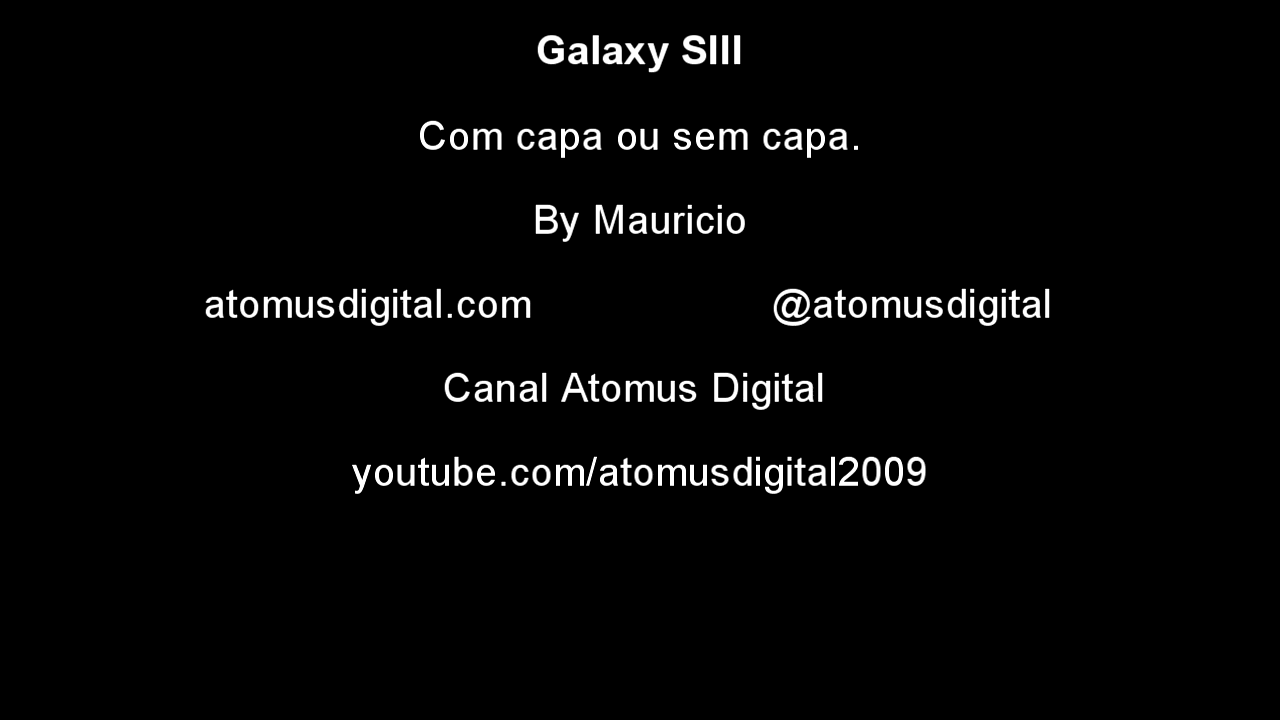 Galaxy SIII
Com capa ou sem capa.
By Mauricio
atomusdigital.com @atomusdigital
Canal Atomus Digital
youtube.com/atomusdigital2009